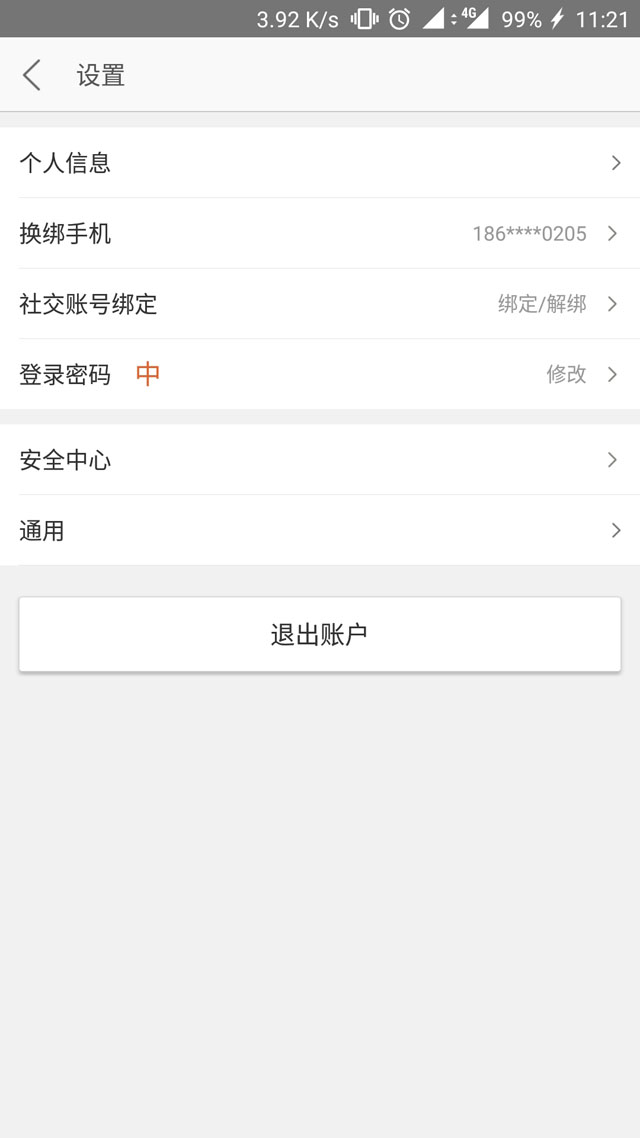 3.92 K/s 4G 99% 11:21
设置
个人信息
换绑手机 186****0205
社交账号绑定 绑定/解绑
登录密码 中 修改
安全中心
通用
退出账户